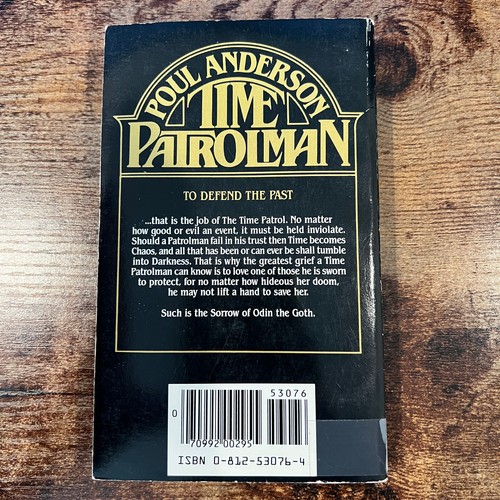 POUL ANDERSON
TIME
PATROLMAN
TO DEFEND THE PAST
...that is the job of The Time Patrol. No matter
how good or evil an event, it must be held inviolate.
Should a Patrolman fail in his trust then Time becomes
Chaos, and all that has been or can ever be shall tumble
into Darkness. That is why the greatest grief a Time
Patrolman can know is to love one of those he is sworn
to protect, for no matter how hideous her doom,
he may not lift a hand to save her.
Such is the Sorrow of Odin the Goth.
53076
0
70992 00295
ISBN 0-812-53076-4